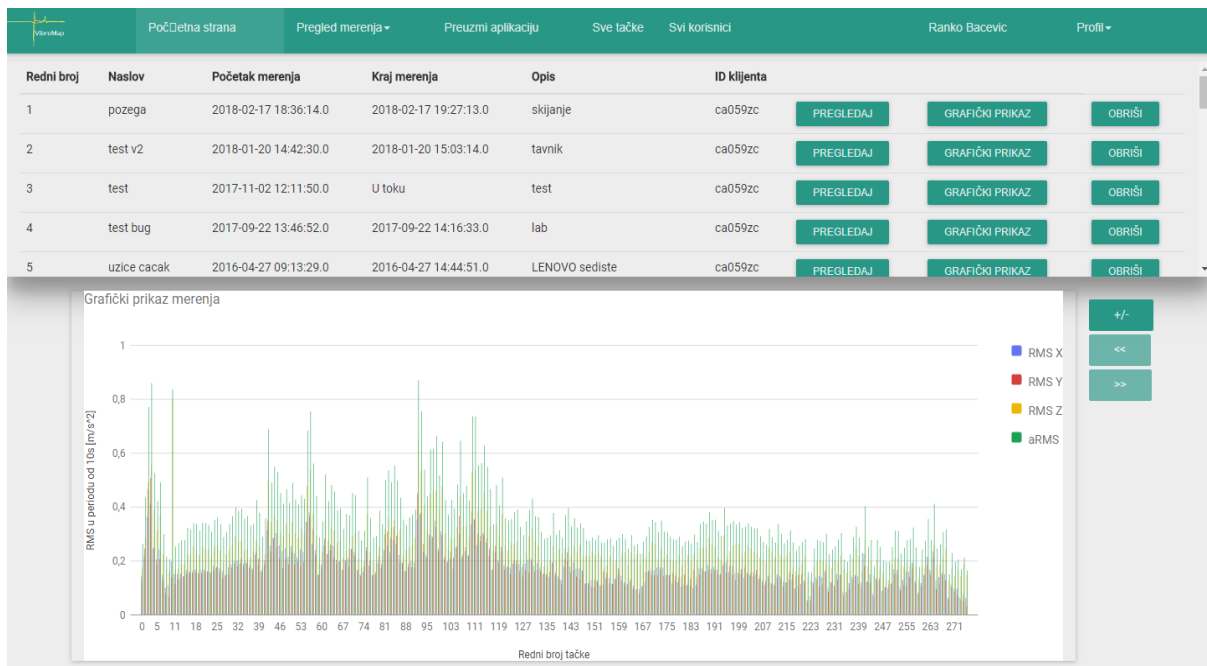 VibroMap Poč□etna strana Pregled merenja Preuzmi aplikaciju Sve tačke Svi korisnici Ranko Bacevic Profil
Redni broj Naslov Početak merenja Kraj merenja Opis ID klijenta
1 pozega 2018-02-17 18:36:14.0 2018-02-17 19:27:13.0 skijanje ca059zc PREGLEDAJ GRAFIČKI PRIKAZ OBRIŠI
2 test v2 2018-01-20 14:42:30.0 2018-01-20 15:03:14.0 tavnik ca059zc PREGLEDAJ GRAFIČKI PRIKAZ OBRIŠI
3 test 2017-11-02 12:11:50.0 U toku test ca059zc PREGLEDAJ GRAFIČKI PRIKAZ OBRIŠI
4 test bug 2017-09-22 13:46:52.0 2017-09-22 14:16:33.0 lab ca059zc PREGLEDAJ GRAFIČKI PRIKAZ OBRIŠI
5 uzice cacak 2016-04-27 09:13:29.0 2016-04-27 14:44:51.0 LENOVO sediste ca059zc PREGLEDAJ GRAFIČKI PRIKAZ OBRIŠI
Grafički prikaz merenja
+/-
<<
>>
RMS X
RMS Y
RMS Z
aRMS
RMS u periodu od 10s [m/s^2]
1
0,8
0,6
0,4
0,2
0
0 5 11 18 25 32 39 46 53 60 67 74 81 88 95 103 111 119 127 135 143 151 159 167 175 183 191 199 207 215 223 231 239 247 255 263 271
Redni broj tačke